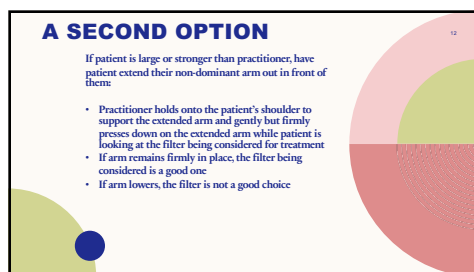 A SECOND OPTION
12
If patient is large or stronger than practitioner, have
patient extend their non-dominant arm out in front of
them:
• Practitioner holds onto the patient's shoulder to
support the extended arm and gently but firmly
presses down on the extended arm while patient is
looking at the filter being considered for treatment
• If arm remains firmly in place, the filter being
considered is a good one
• If arm lowers, the filter is not a good choice